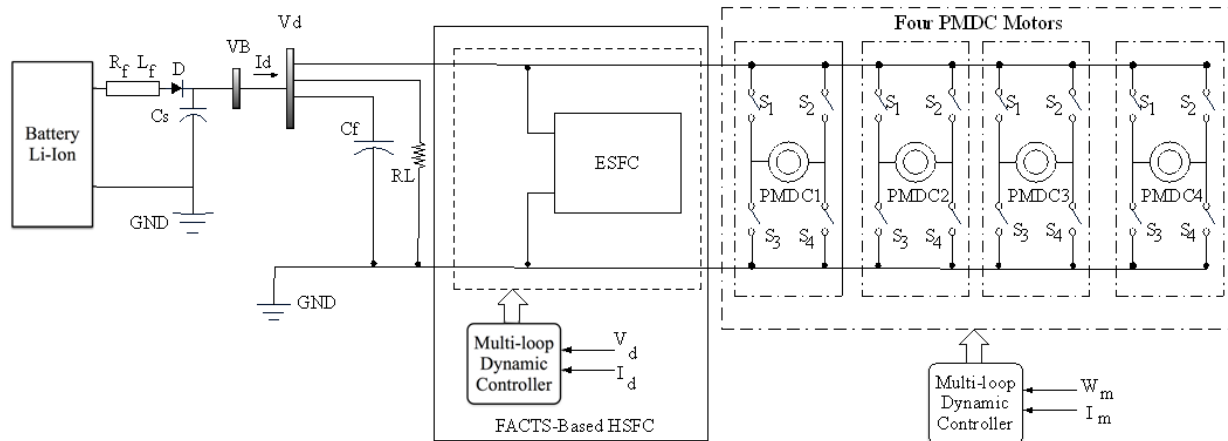 Four PMDC Motors
Vd
VB
Id
Rf Lf D
Cs
Battery
Li-Ion
GND
Cf
RL
GND
ESFC
Multi-loop
Dynamic
Controller
Vd
Id
FACTS-Based HSFC
S1 S2
PMDC1
S3 S4
S1 S2
PMDC2
S3 S4
S1 S2
PMDC3
S3 S4
S1 S2
PMDC4
S3 S4
Multi-loop
Dynamic
Controller
Wm
Im